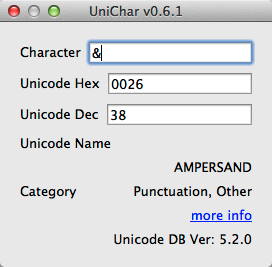 UniChar v0.6.1
Character &
Unicode Hex 0026
Unicode Dec 38
Unicode Name
AMPERSAND
Category Punctuation, Other
more info
Unicode DB Ver: 5.2.0